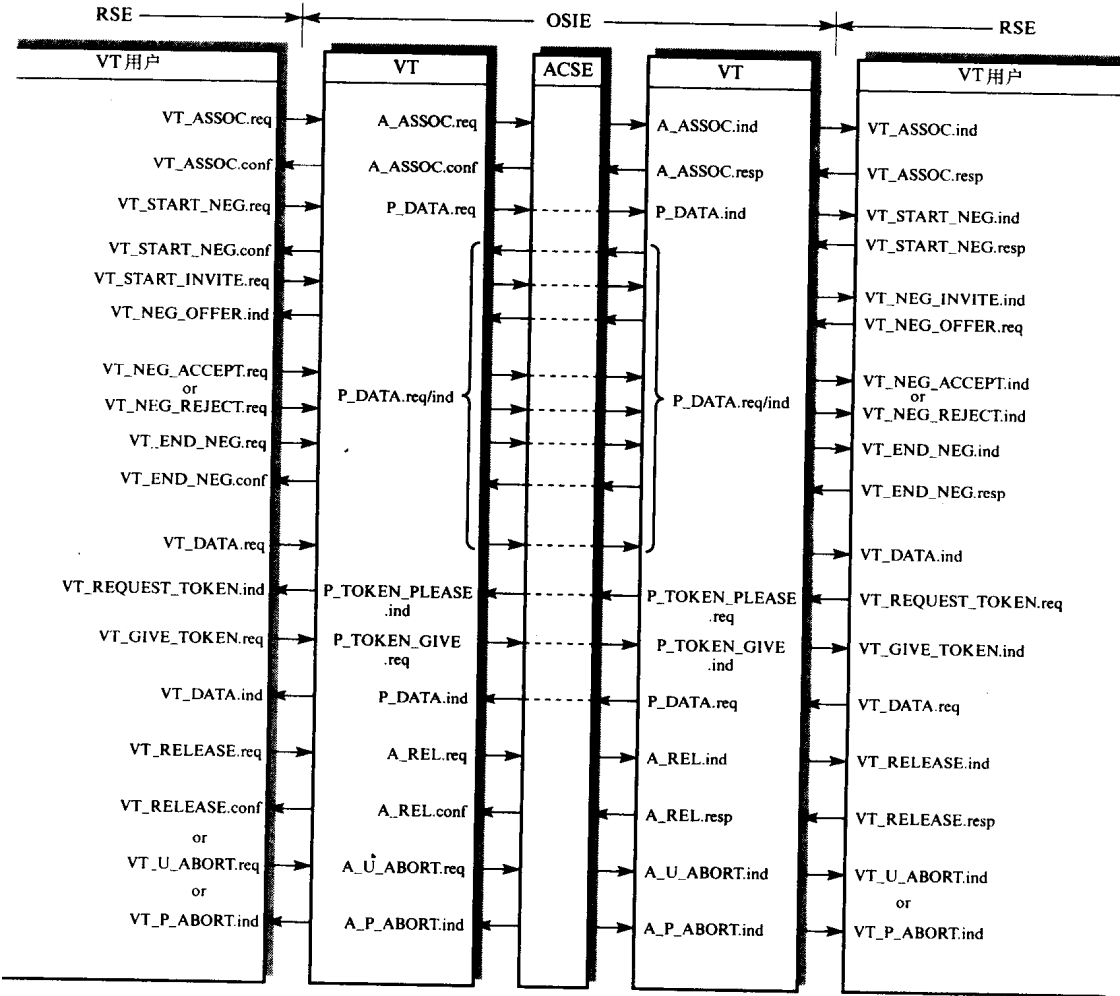 RSE OSIE RSE
VT用户 VT ACSE VT VT用户
VT_ASSOC.req A_ASSOC.req A_ASSOC.ind VT_ASSOC.ind
VT_ASSOC.conf A_ASSOC.conf A_ASSOC.resp VT_ASSOC.resp
VT_START_NEG.req P_DATA.req P_DATA.ind VT_START_NEG.ind
VT_START_NEG.conf VT_START_NEG.resp
VT_START_INVITE.req VT_NEG_INVITE.ind
VT_NEG_OFFER.ind VT_NEG_OFFER.req
VT_NEG_ACCEPT.req VT_NEG_ACCEPT.ind
or P_DATA.req/ind P_DATA.req/ind or
VT_NEG_REJECT.req VT_NEG_REJECT.ind
VT_END_NEG.req VT_END_NEG.ind
VT_END_NEG.conf VT_END_NEG.resp
VT_DATA.req VT_DATA.ind
VT_REQUEST_TOKEN.ind P_TOKEN_PLEASE P_TOKEN_PLEASE VT_REQUEST_TOKEN.req
.ind .req
VT_GIVE_TOKEN.req P_TOKEN_GIVE P_TOKEN_GIVE VT_GIVE_TOKEN.ind
.req .ind
VT_DATA.ind P_DATA.ind P_DATA.req VT_DATA.req
VT_RELEASE.req A_REL.req A_REL.ind VT_RELEASE.ind
VT_RELEASE.conf A_REL.conf A_REL.resp VT_RELEASE.resp
or
VT_U_ABORT.req A_U_ABORT.req A_U_ABORT.ind VT_U_ABORT.ind
or or
VT_P_ABORT.ind A_P_ABORT.ind A_P_ABORT.ind VT_P_ABORT.ind